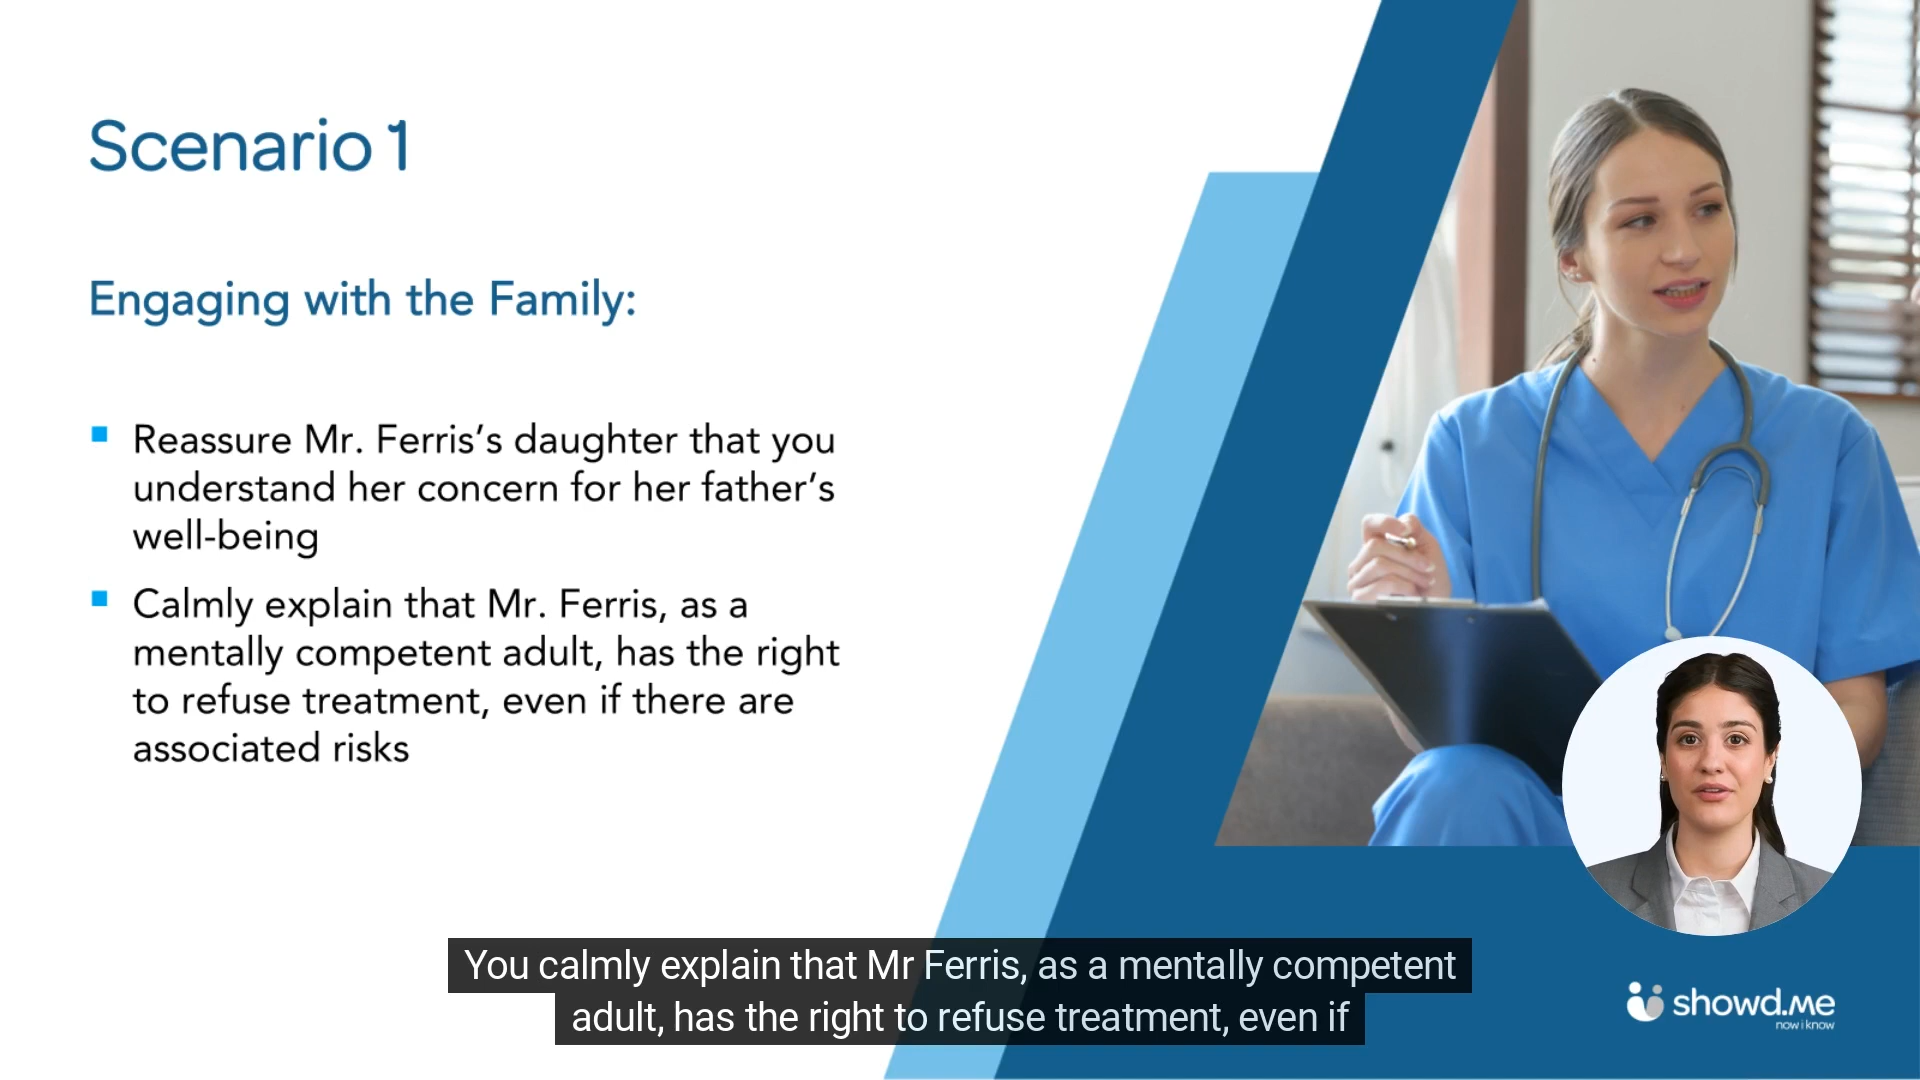 Scenario 1
Engaging with the Family:
Reassure Mr. Ferris's daughter that you
understand her concern for her father's
well-being
Calmly explain that Mr. Ferris, as a
mentally competent adult, has the right
to refuse treatment, even if there are
associated risks
You calmly explain that Mr Ferris, as a mentally competent
adult, has the right to refuse treatment, even if
showd.me
now i know